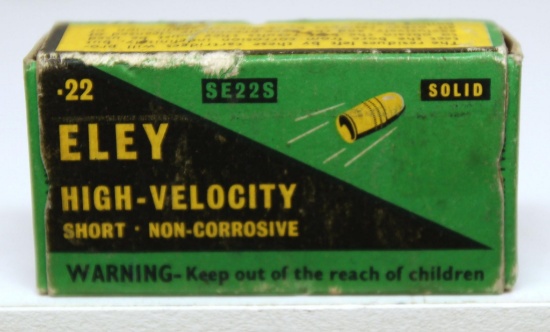 ·22 SE22S SOLID
ELEY
HIGH-VELOCITY
SHORT · NON-CORROSIVE
WARNING-Keep out of the reach of children